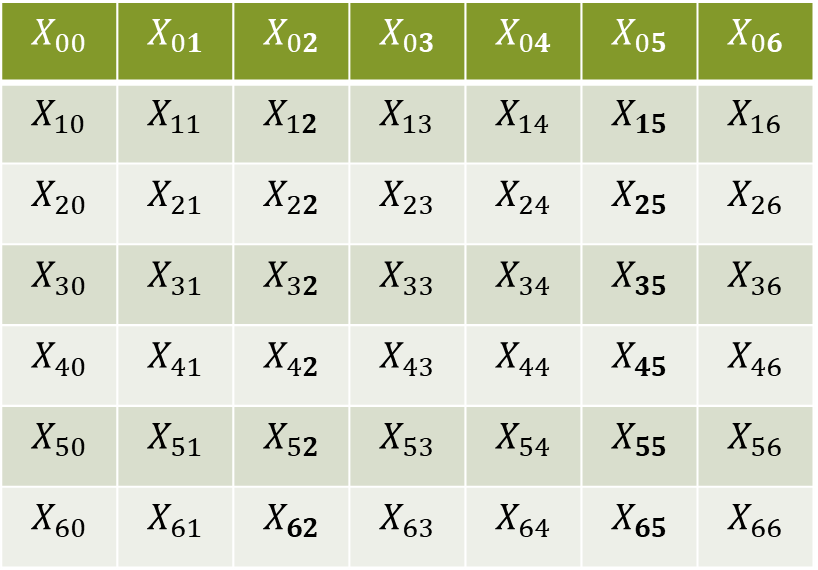 X₀₀ X₀₁ X₀₂ X₀₃ X₀₄ X₀₅ X₀₆
X₁₀ X₁₁ X₁₂ X₁₃ X₁₄ X₁₅ X₁₆
X₂₀ X₂₁ X₂₂ X₂₃ X₂₄ X₂₅ X₂₆
X₃₀ X₃₁ X₃₂ X₃₃ X₃₄ X₃₅ X₃₆
X₄₀ X₄₁ X₄₂ X₄₃ X₄₄ X₄₅ X₄₆
X₅₀ X₅₁ X₅₂ X₅₃ X₅₄ X₅₅ X₅₆
X₆₀ X₆₁ X₆₂ X₆₃ X₆₄ X₆₅ X₆₆